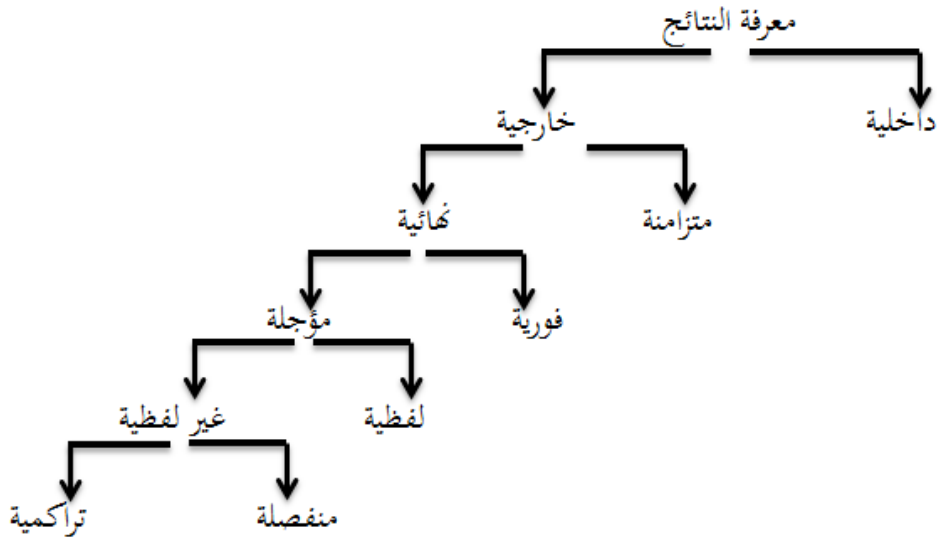 معرفة النتائج
داخلية
خارجية
متزامنة
نهائية
فورية
مؤجلة
لفظية
غير لفظية
منفصلة
تراكمية